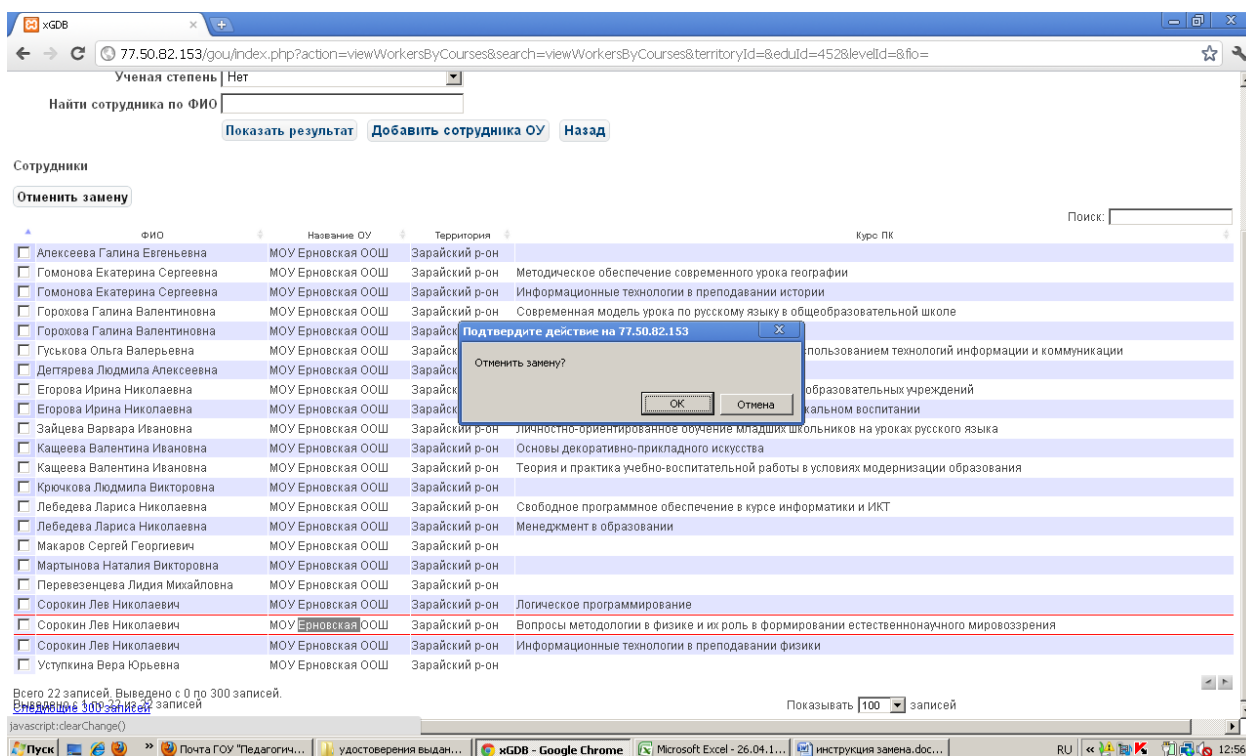 xGDB
77.50.82.153/gou/index.php?action=viewWorkersByCourses&search=viewWorkersByCourses&territoryId=&eduId=452&levelId=&fio=
Ученая степень Нет
Найти сотрудника по ФИО
Показать результат Добавить сотрудника ОУ Назад
Сотрудники
Отменить замену
Поиск:
ФИО Название ОУ Территория Курс ПК
Алексеева Галина Евгеньевна МОУ Ерновская ООШ Зарайский р-он
Гомонова Екатерина Сергеевна МОУ Ерновская ООШ Зарайский р-он Методическое обеспечение современного урока географии
Гомонова Екатерина Сергеевна МОУ Ерновская ООШ Зарайский р-он Информационные технологии в преподавании истории
Горохова Галина Валентиновна МОУ Ерновская ООШ Зарайский р-он Современная модель урока по русскому языку в общеобразовательной школе
Горохова Галина Валентиновна МОУ Ерновская ООШ Зарайск
Подтвердите действие на 77.50.82.153
Гуськова Ольга Валерьевна МОУ Ерновская ООШ Зарайск спользованием технологий информации и коммуникации
Отменить замену?
Дегтярева Людмила Алексеевна МОУ Ерновская ООШ Зарайск
Егорова Ирина Николаевна МОУ Ерновская ООШ Зарайск образовательных учреждений
OK Отмена
Егорова Ирина Николаевна МОУ Ерновская ООШ Зарайск кальном воспитании
Зайцева Варвара Ивановна МОУ Ерновская ООШ Зарайский р-он Личностно-ориентированное обучение младших школьников на уроках русского языка
Кащеева Валентина Ивановна МОУ Ерновская ООШ Зарайский р-он Основы декоративно-прикладного искусства
Кащеева Валентина Ивановна МОУ Ерновская ООШ Зарайский р-он Теория и практика учебно-воспитательной работы в условиях модернизации образования
Крючкова Людмила Викторовна МОУ Ерновская ООШ Зарайский р-он
Лебедева Лариса Николаевна МОУ Ерновская ООШ Зарайский р-он Свободное программное обеспечение в курсе информатики и ИКТ
Лебедева Лариса Николаевна МОУ Ерновская ООШ Зарайский р-он Менеджмент в образовании
Макаров Сергей Георгиевич МОУ Ерновская ООШ Зарайский р-он
Мартынова Наталия Викторовна МОУ Ерновская ООШ Зарайский р-он
Перевезенцева Лидия Михайловна МОУ Ерновская ООШ Зарайский р-он
Сорокин Лев Николаевич МОУ Ерновская ООШ Зарайский р-он Логическое программирование
Сорокин Лев Николаевич МОУ Ерновская ООШ Зарайский р-он Вопросы методологии в физике и их роль в формировании естественнонаучного мировоззрения
Сорокин Лев Николаевич МОУ Ерновская ООШ Зарайский р-он Информационные технологии в преподавании физики
Уступкина Вера Юрьевна МОУ Ерновская ООШ Зарайский р-он
Всего 22 записей. Выведено с 0 по 300 записей.
Выведено с 1 по 22 из 22 записей
Следующие 300 записей
Показывать 100 записей
javascript:clearChange()
Пуск » Почта ГОУ "Педагогич... удостоверения выдан... xGDB - Google Chrome Microsoft Excel - 26.04.1... инструкция замена.doc... RU « 12:56